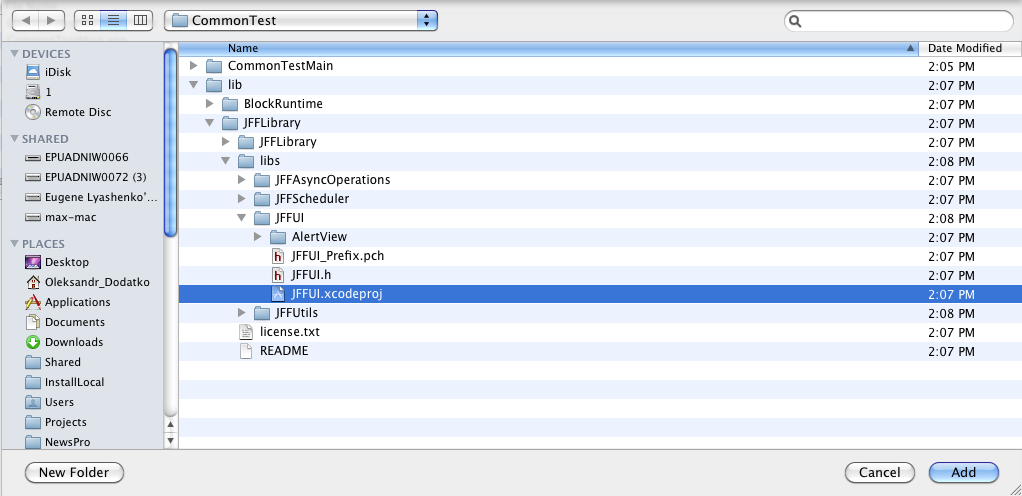 CommonTest
Name Date Modified
DEVICES
iDisk
1
Remote Disc
SHARED
EPUADNIW0066
EPUADNIW0072 (3)
Eugene Lyashenko'...
max-mac
PLACES
Desktop
Oleksandr_Dodatko
Applications
Documents
Downloads
Shared
InstallLocal
Users
Projects
NewsPro
CommonTestMain 2:05 PM
lib 2:07 PM
BlockRuntime 2:07 PM
JFFLibrary 2:07 PM
JFFLibrary 2:07 PM
libs 2:08 PM
JFFAsyncOperations 2:07 PM
JFFScheduler 2:07 PM
JFFUI 2:08 PM
AlertView 2:07 PM
h JFFUI_Prefix.pch 2:07 PM
h JFFUI.h 2:07 PM
JFFUI.xcodeproj 2:07 PM
JFFUtils 2:08 PM
license.txt 2:07 PM
README 2:07 PM
New Folder Cancel Add